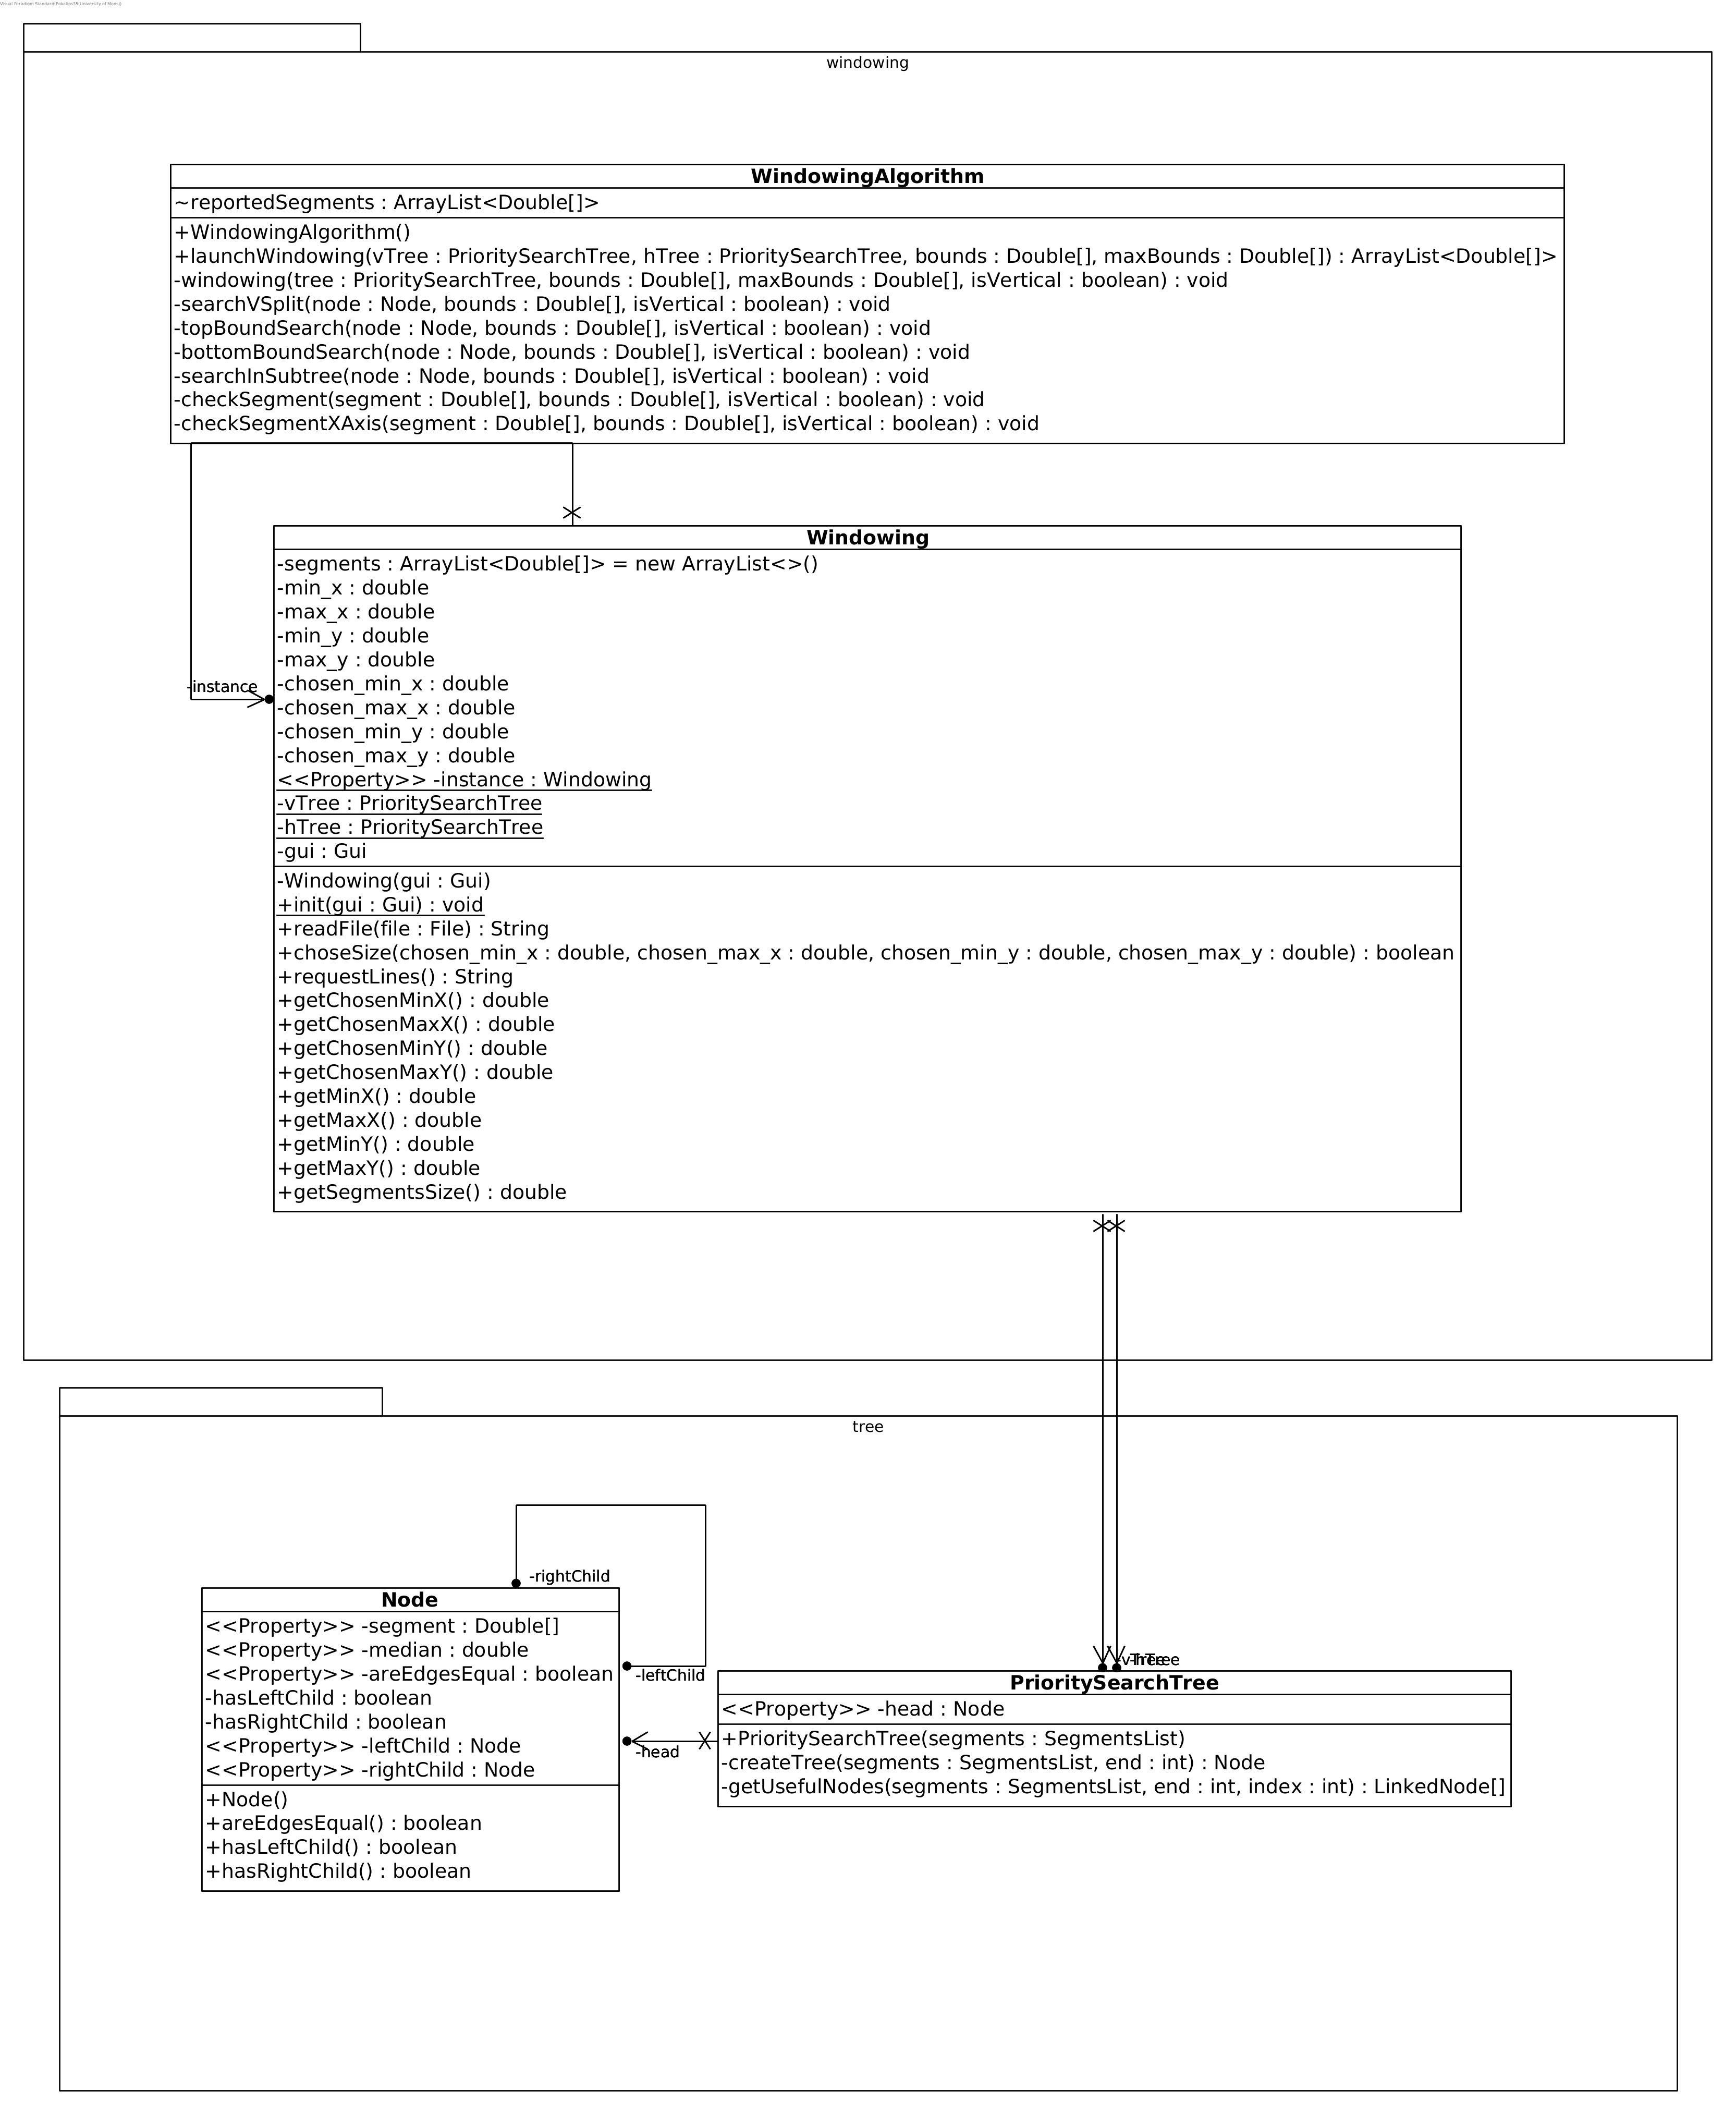 Visual Paradigm Standard(Pokalips30(University of Mons))
windowing
WindowingAlgorithm
~reportedSegments : ArrayList<Double[]>
+WindowingAlgorithm()
+launchWindowing(vTree : PrioritySearchTree, hTree : PrioritySearchTree, bounds : Double[], maxBounds : Double[]) : ArrayList<Double[]>
-windowing(tree : PrioritySearchTree, bounds : Double[], maxBounds : Double[], isVertical : boolean) : void
-searchVSplit(node : Node, bounds : Double[], isVertical : boolean) : void
-topBoundSearch(node : Node, bounds : Double[], isVertical : boolean) : void
-bottomBoundSearch(node : Node, bounds : Double[], isVertical : boolean) : void
-searchInSubtree(node : Node, bounds : Double[], isVertical : boolean) : void
-checkSegment(segment : Double[], bounds : Double[], isVertical : boolean) : void
-checkSegmentXAxis(segment : Double[], bounds : Double[], isVertical : boolean) : void
Windowing
-segments : ArrayList<Double[]> = new ArrayList<>()
-min_x : double
-max_x : double
-min_y : double
-max_y : double
-chosen_min_x : double
-instance
-chosen_max_x : double
-chosen_min_y : double
-chosen_max_y : double
<<Property>> -instance : Windowing
-vTree : PrioritySearchTree
-hTree : PrioritySearchTree
-gui : Gui
-Windowing(gui : Gui)
+init(gui : Gui) : void
+readFile(file : File) : String
+choseSize(chosen_min_x : double, chosen_max_x : double, chosen_min_y : double, chosen_max_y : double) : boolean
+requestLines() : String
+getChosenMinX() : double
+getChosenMaxX() : double
+getChosenMinY() : double
+getChosenMaxY() : double
+getMinX() : double
+getMaxX() : double
+getMinY() : double
+getMaxY() : double
+getSegmentsSize() : double
tree
-rightChild
Node
<<Property>> -segment : Double[]
<<Property>> -median : double
<<Property>> -areEdgesEqual : boolean
-hasLeftChild : boolean
-hasRightChild : boolean
<<Property>> -leftChild : Node
<<Property>> -rightChild : Node
+Node()
+areEdgesEqual() : boolean
+hasLeftChild() : boolean
+hasRightChild() : boolean
-leftChild
-head
-vTree
-hTree
PrioritySearchTree
<<Property>> -head : Node
+PrioritySearchTree(segments : SegmentsList)
-createTree(segments : SegmentsList, end : int) : Node
-getUsefulNodes(segments : SegmentsList, end : int, index : int) : LinkedNode[]